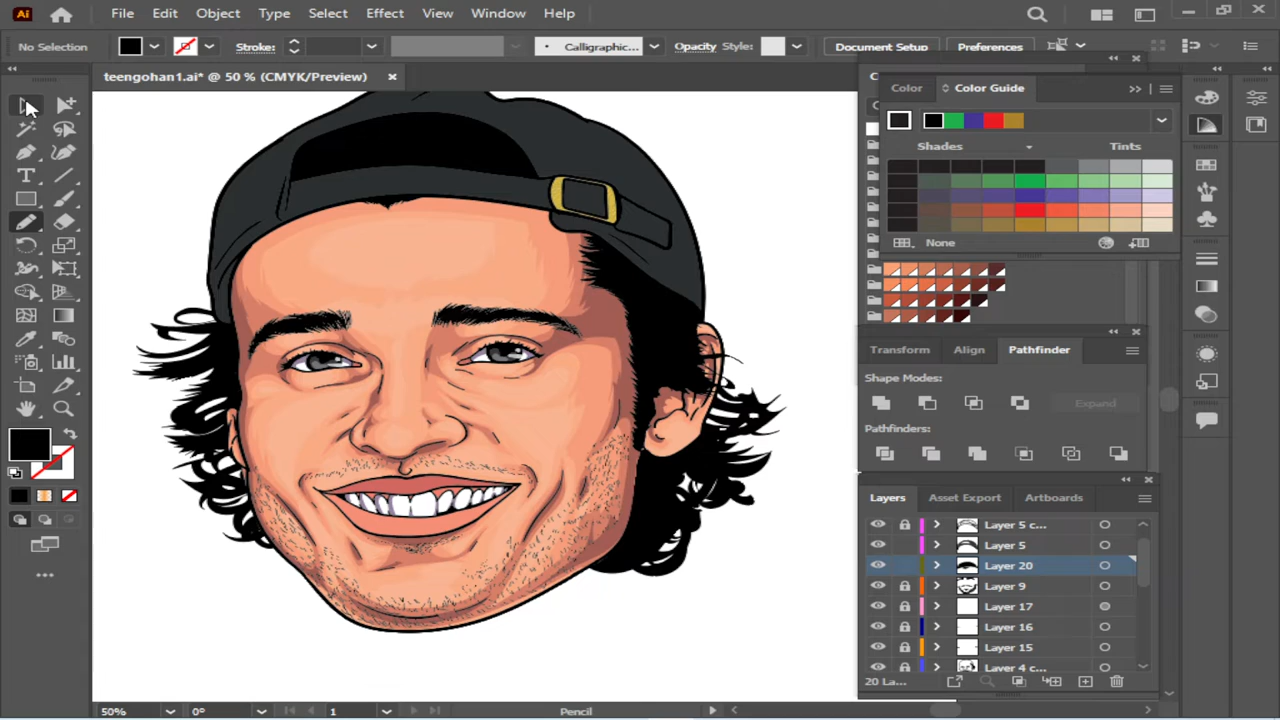 Ai File Edit Object Type Select Effect View Window Help
No Selection Stroke: Calligraphic... Opacity Style: Document Setup Preferences
teengohan1.ai* @ 50 % (CMYK/Preview)
Color Color Guide
Shades Tints
None
Transform Align Pathfinder
Shape Modes:
Expand
Pathfinders:
Layers Asset Export Artboards
Layer 5 c...
Layer 5
Layer 20
Layer 9
Layer 17
Layer 16
Layer 15
Layer 4 c...
20 La...
50% 0° 1 Pencil